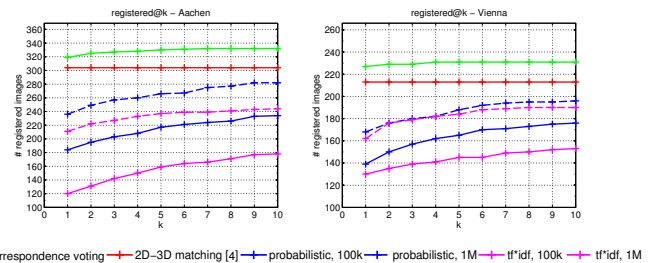 registered@k − Aachen
registered@k − Vienna
# registered images
360
340
320
300
280
260
240
220
200
180
160
140
120
100
0 1 2 3 4 5 6 7 8 9 10
k
# registered images
260
240
220
200
180
160
140
120
100
0 1 2 3 4 5 6 7 8 9 10
k
rrespondence voting 2D−3D matching [4] probabilistic, 100k probabilistic, 1M tf*idf, 100k tf*idf, 1M